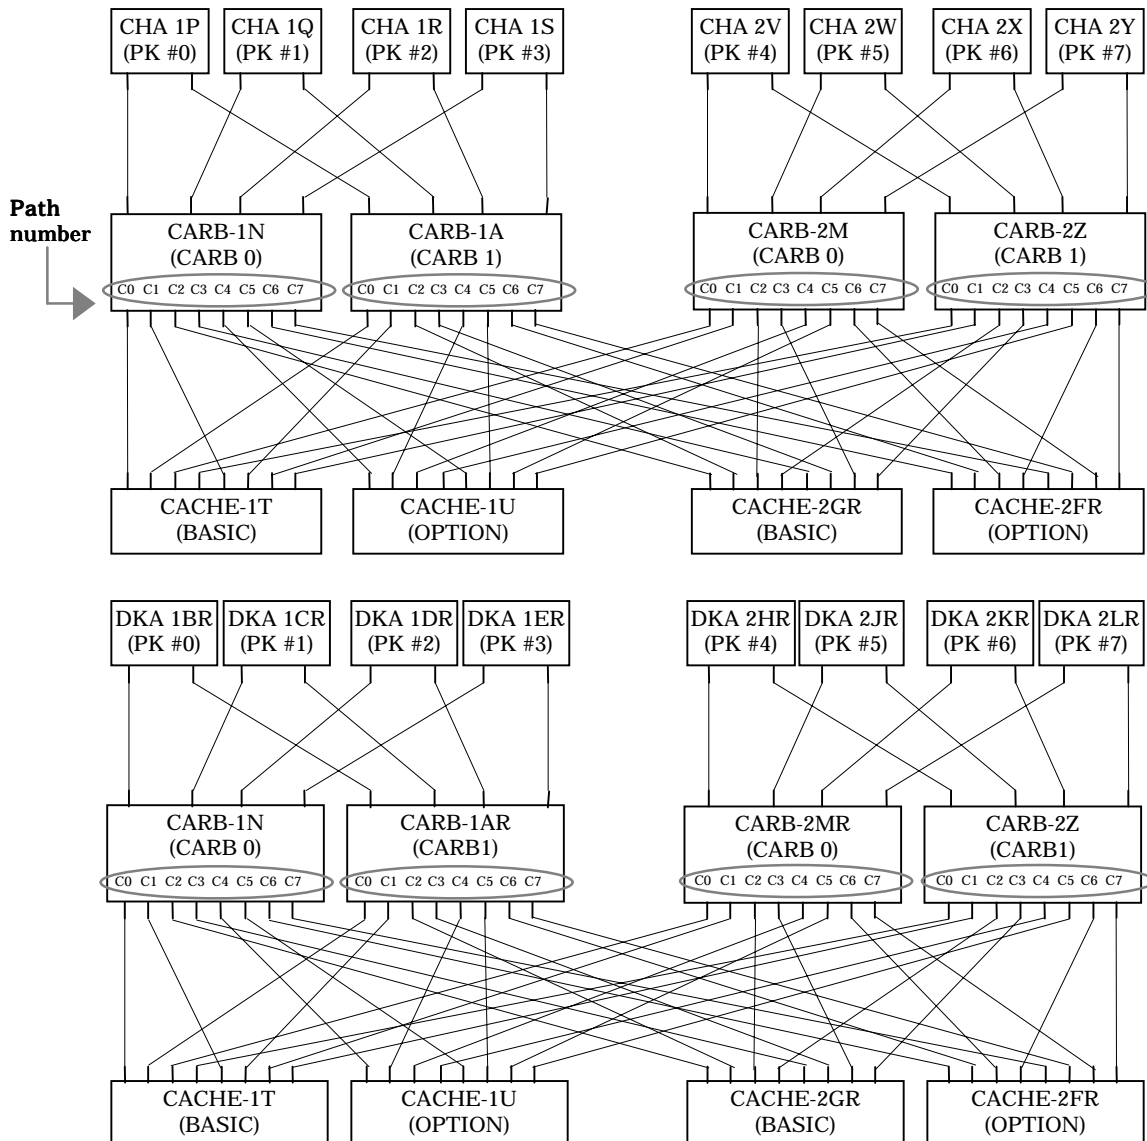 CHA 1P
(PK #0)
CHA 1Q
(PK #1)
CHA 1R
(PK #2)
CHA 1S
(PK #3)
CHA 2V
(PK #4)
CHA 2W
(PK #5)
CHA 2X
(PK #6)
CHA 2Y
(PK #7)
Path
number
CARB-1N
(CARB 0)
C0 C1 C2 C3 C4 C5 C6 C7
CARB-1A
(CARB 1)
C0 C1 C2 C3 C4 C5 C6 C7
CARB-2M
(CARB 0)
C0 C1 C2 C3 C4 C5 C6 C7
CARB-2Z
(CARB 1)
C0 C1 C2 C3 C4 C5 C6 C7
CACHE-1T
(BASIC)
CACHE-1U
(OPTION)
CACHE-2GR
(BASIC)
CACHE-2FR
(OPTION)
DKA 1BR
(PK #0)
DKA 1CR
(PK #1)
DKA 1DR
(PK #2)
DKA 1ER
(PK #3)
DKA 2HR
(PK #4)
DKA 2JR
(PK #5)
DKA 2KR
(PK #6)
DKA 2LR
(PK #7)
CARB-1N
(CARB 0)
C0 C1 C2 C3 C4 C5 C6 C7
CARB-1AR
(CARB1)
C0 C1 C2 C3 C4 C5 C6 C7
CARB-2MR
(CARB 0)
C0 C1 C2 C3 C4 C5 C6 C7
CARB-2Z
(CARB1)
C0 C1 C2 C3 C4 C5 C6 C7
CACHE-1T
(BASIC)
CACHE-1U
(OPTION)
CACHE-2GR
(BASIC)
CACHE-2FR
(OPTION)